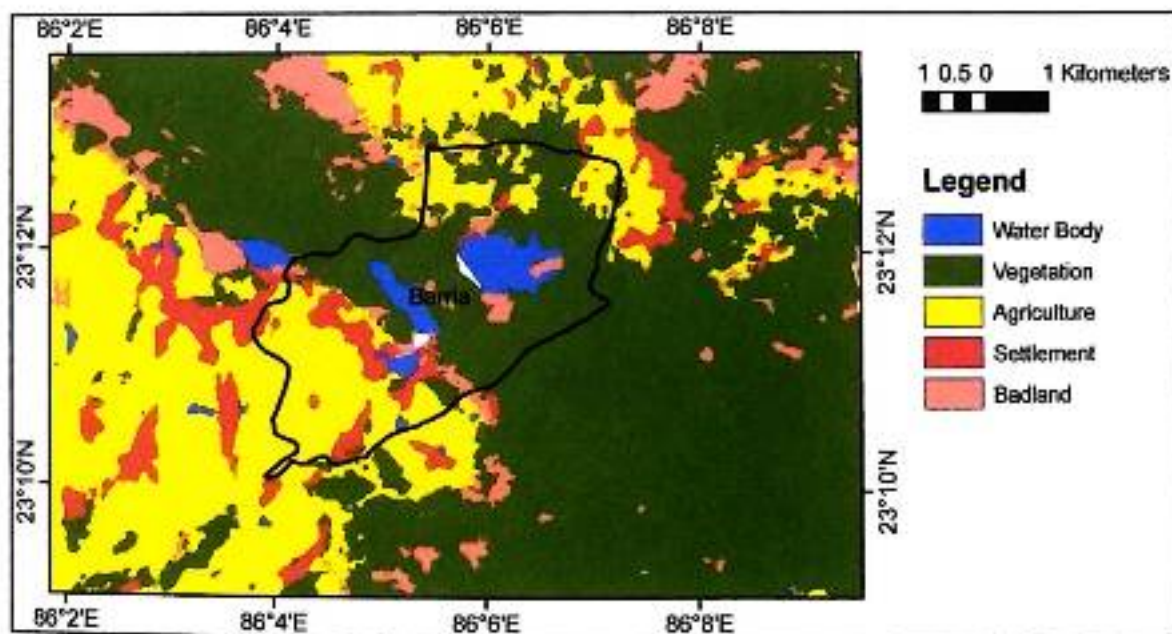 86°2'E 86°4'E 86°6'E 86°8'E
1 0.5 0 1 Kilometers
Legend
Water Body
Vegetation
Agriculture
Settlement
Badland
23°12'N
23°12'N
Barria
23°10'N
23°10'N
86°2'E 86°4'E 86°6'E 86°8'E